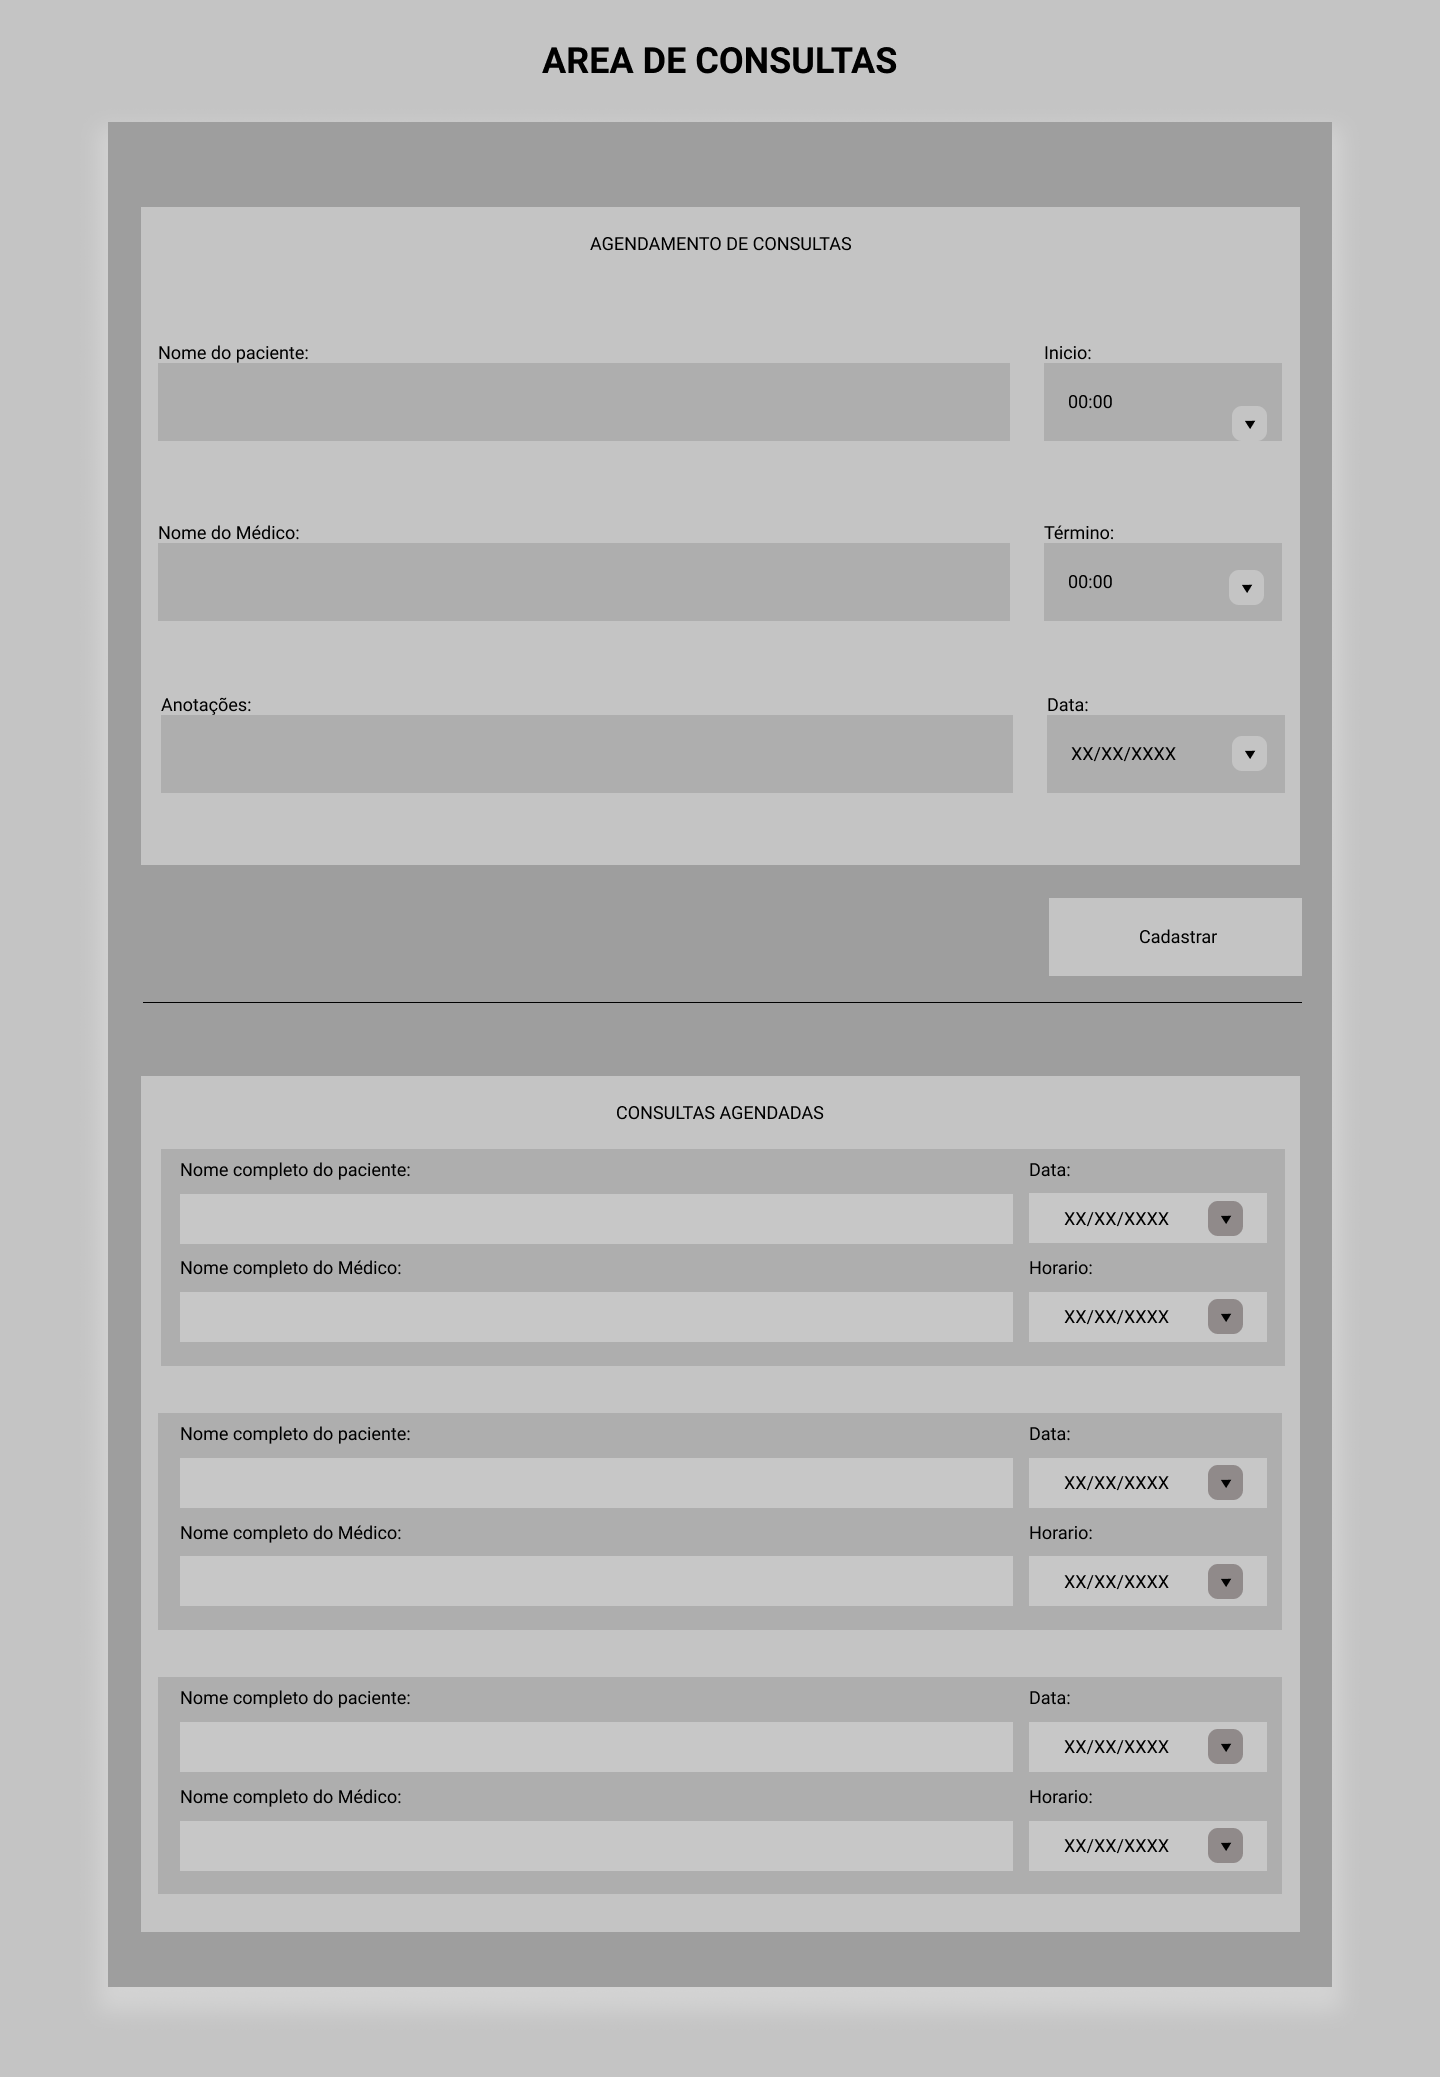 AREA DE CONSULTAS
AGENDAMENTO DE CONSULTAS
Nome do paciente:
Inicio:
00:00
Nome do Médico:
Término:
00:00
Anotações:
Data:
XX/XX/XXXX
Cadastrar
CONSULTAS AGENDADAS
Nome completo do paciente:
Data:
XX/XX/XXXX
Nome completo do Médico:
Horario:
XX/XX/XXXX
Nome completo do paciente:
Data:
XX/XX/XXXX
Nome completo do Médico:
Horario:
XX/XX/XXXX
Nome completo do paciente:
Data:
XX/XX/XXXX
Nome completo do Médico:
Horario:
XX/XX/XXXX